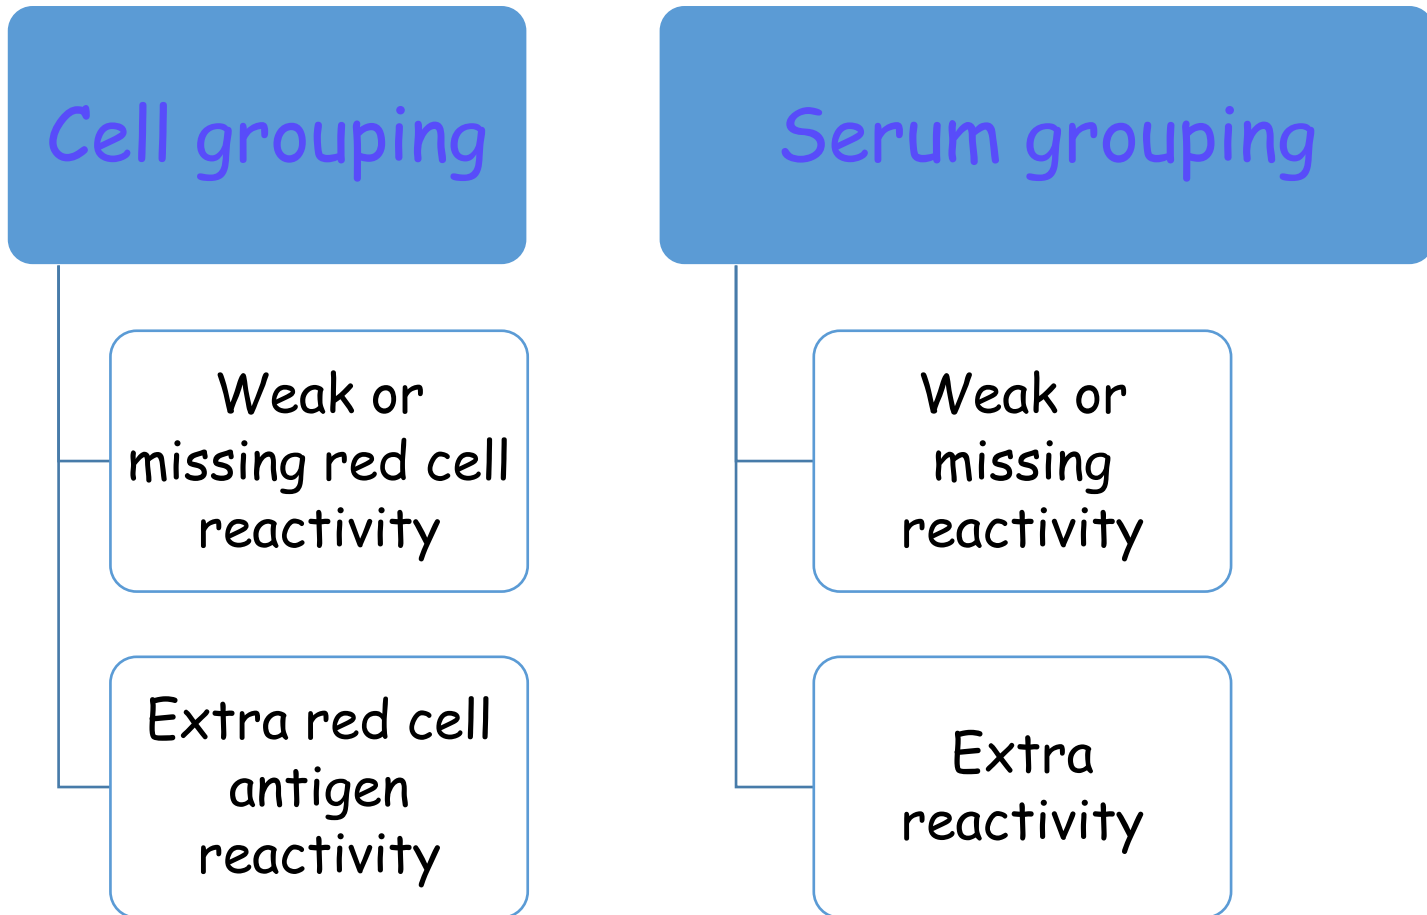 Cell grouping
Weak or
missing red cell
reactivity
Extra red cell
antigen
reactivity
Serum grouping
Weak or
missing
reactivity
Extra
reactivity